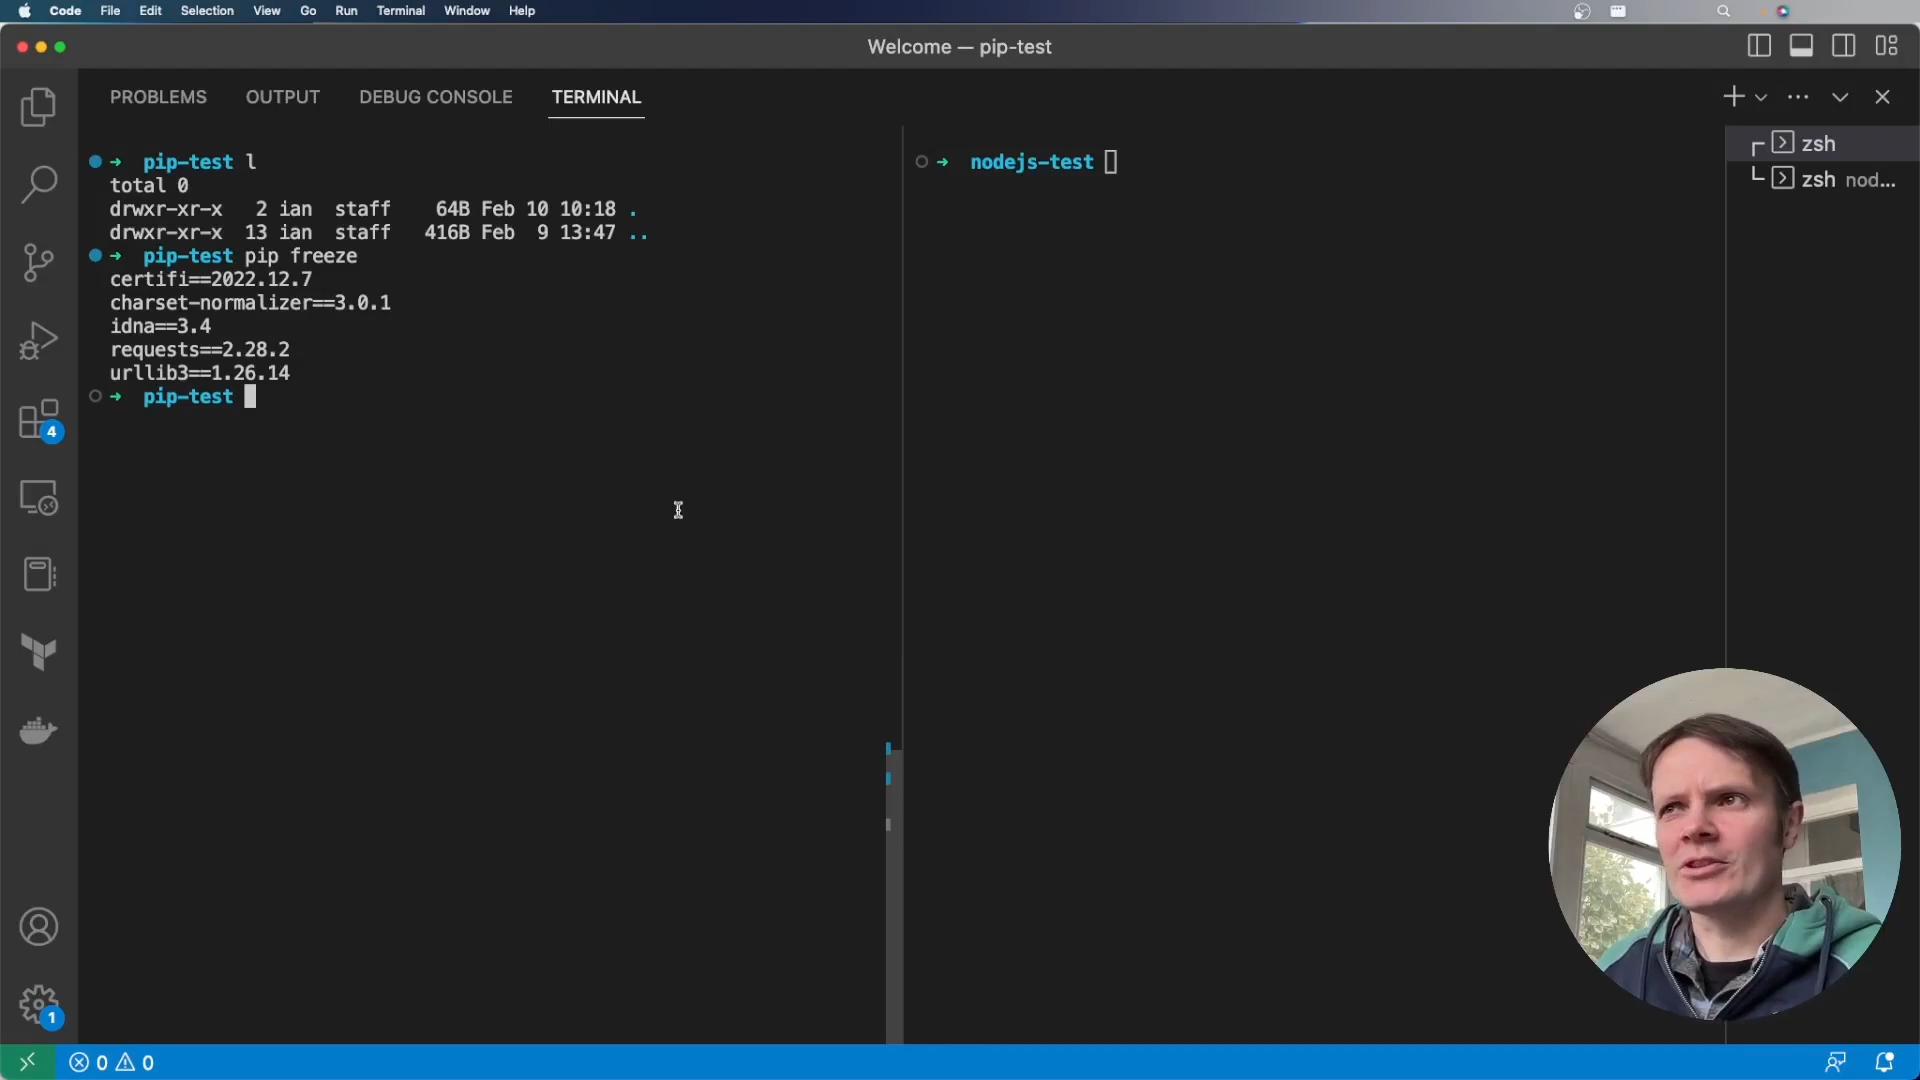 Code File Edit Selection View Go Run Terminal Window Help
Welcome — pip-test
PROBLEMS OUTPUT DEBUG CONSOLE TERMINAL
➜ pip-test l
total 0
drwxr-xr-x 2 ian staff 64B Feb 10 10:18 .
drwxr-xr-x 13 ian staff 416B Feb 9 13:47 ..
➜ pip-test pip freeze
certifi==2022.12.7
charset-normalizer==3.0.1
idna==3.4
requests==2.28.2
urllib3==1.26.14
➜ pip-test
➜ nodejs-test
zsh
zsh nod...
4
1
0 0